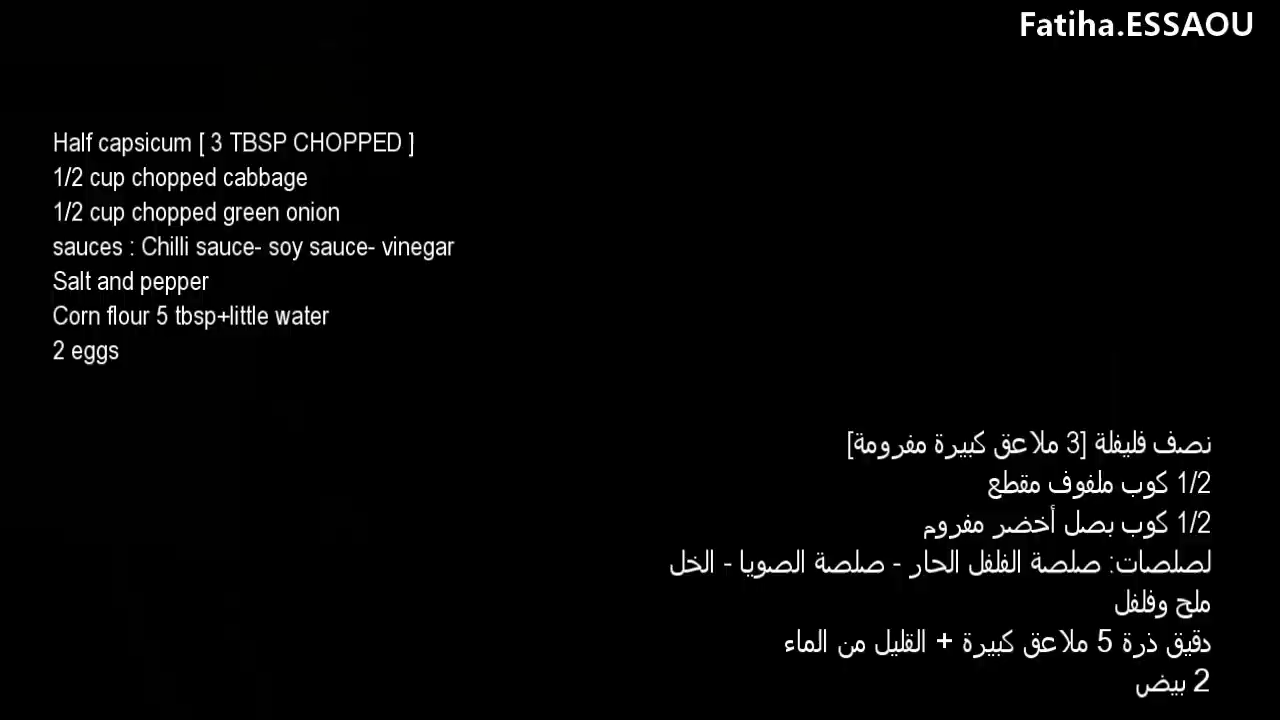 Fatiha.ESSAOU
Half capsicum [ 3 TBSP CHOPPED ]
1/2 cup chopped cabbage
1/2 cup chopped green onion
sauces : Chilli sauce- soy sauce- vinegar
Salt and pepper
Corn flour 5 tbsp+little water
2 eggs
نصف فليفلة [3 ملاعق كبيرة مفرومة]
1/2 كوب ملفوف مقطع
1/2 كوب بصل أخضر مفروم
لصلصات: صلصة الفلفل الحار - صلصة الصويا - الخل
ملح وفلفل
دقيق ذرة 5 ملاعق كبيرة + القليل من الماء
2 بيض